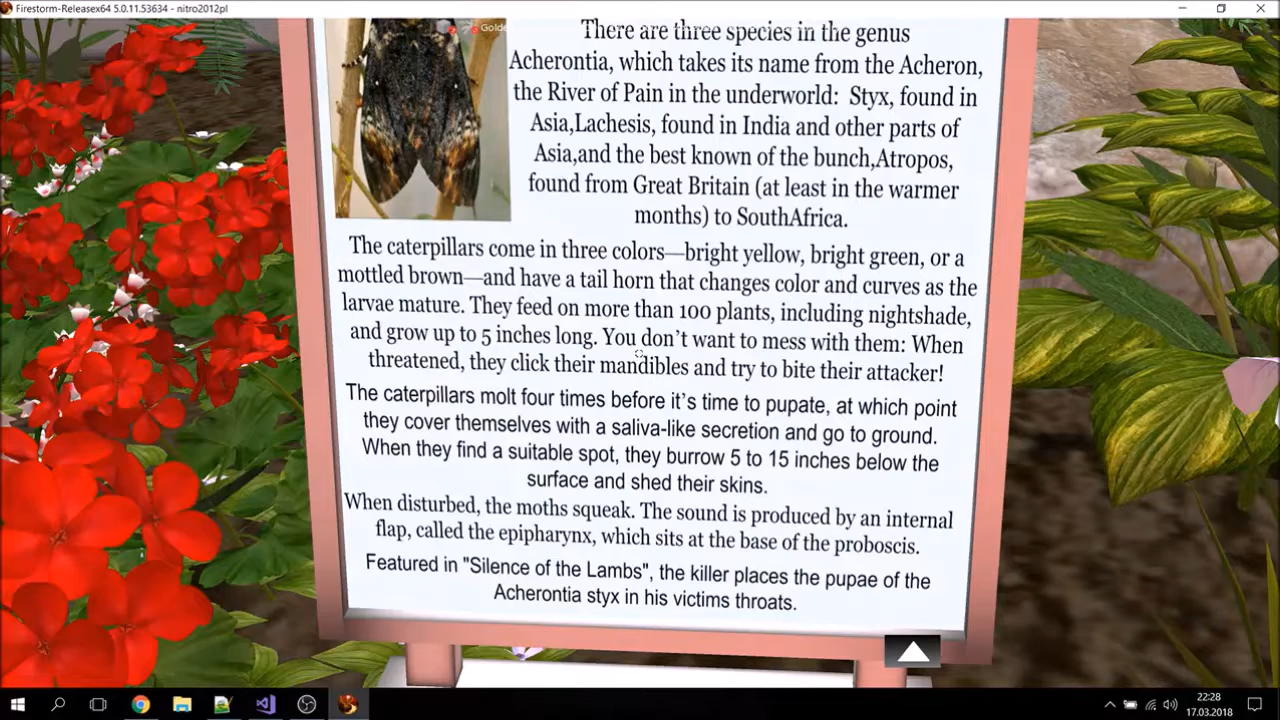 Firestorm-Releasex64 5.0.11.53634 - nitro2012pl
Golde
There are three species in the genus
Acherontia, which takes its name from the Acheron,
the River of Pain in the underworld: Styx, found in
Asia,Lachesis, found in India and other parts of
Asia,and the best known of the bunch,Atropos,
found from Great Britain (at least in the warmer
months) to SouthAfrica.
The caterpillars come in three colors—bright yellow, bright green, or a
mottled brown—and have a tail horn that changes color and curves as the
larvae mature. They feed on more than 100 plants, including nightshade,
and grow up to 5 inches long. You don't want to mess with them: When
threatened, they click their mandibles and try to bite their attacker!
The caterpillars molt four times before it's time to pupate, at which point
they cover themselves with a saliva-like secretion and go to ground.
When they find a suitable spot, they burrow 5 to 15 inches below the
surface and shed their skins.
When disturbed, the moths squeak. The sound is produced by an internal
flap, called the epipharynx, which sits at the base of the proboscis.
Featured in "Silence of the Lambs", the killer places the pupae of the
Acherontia styx in his victims throats.
22:28
17.03.2018